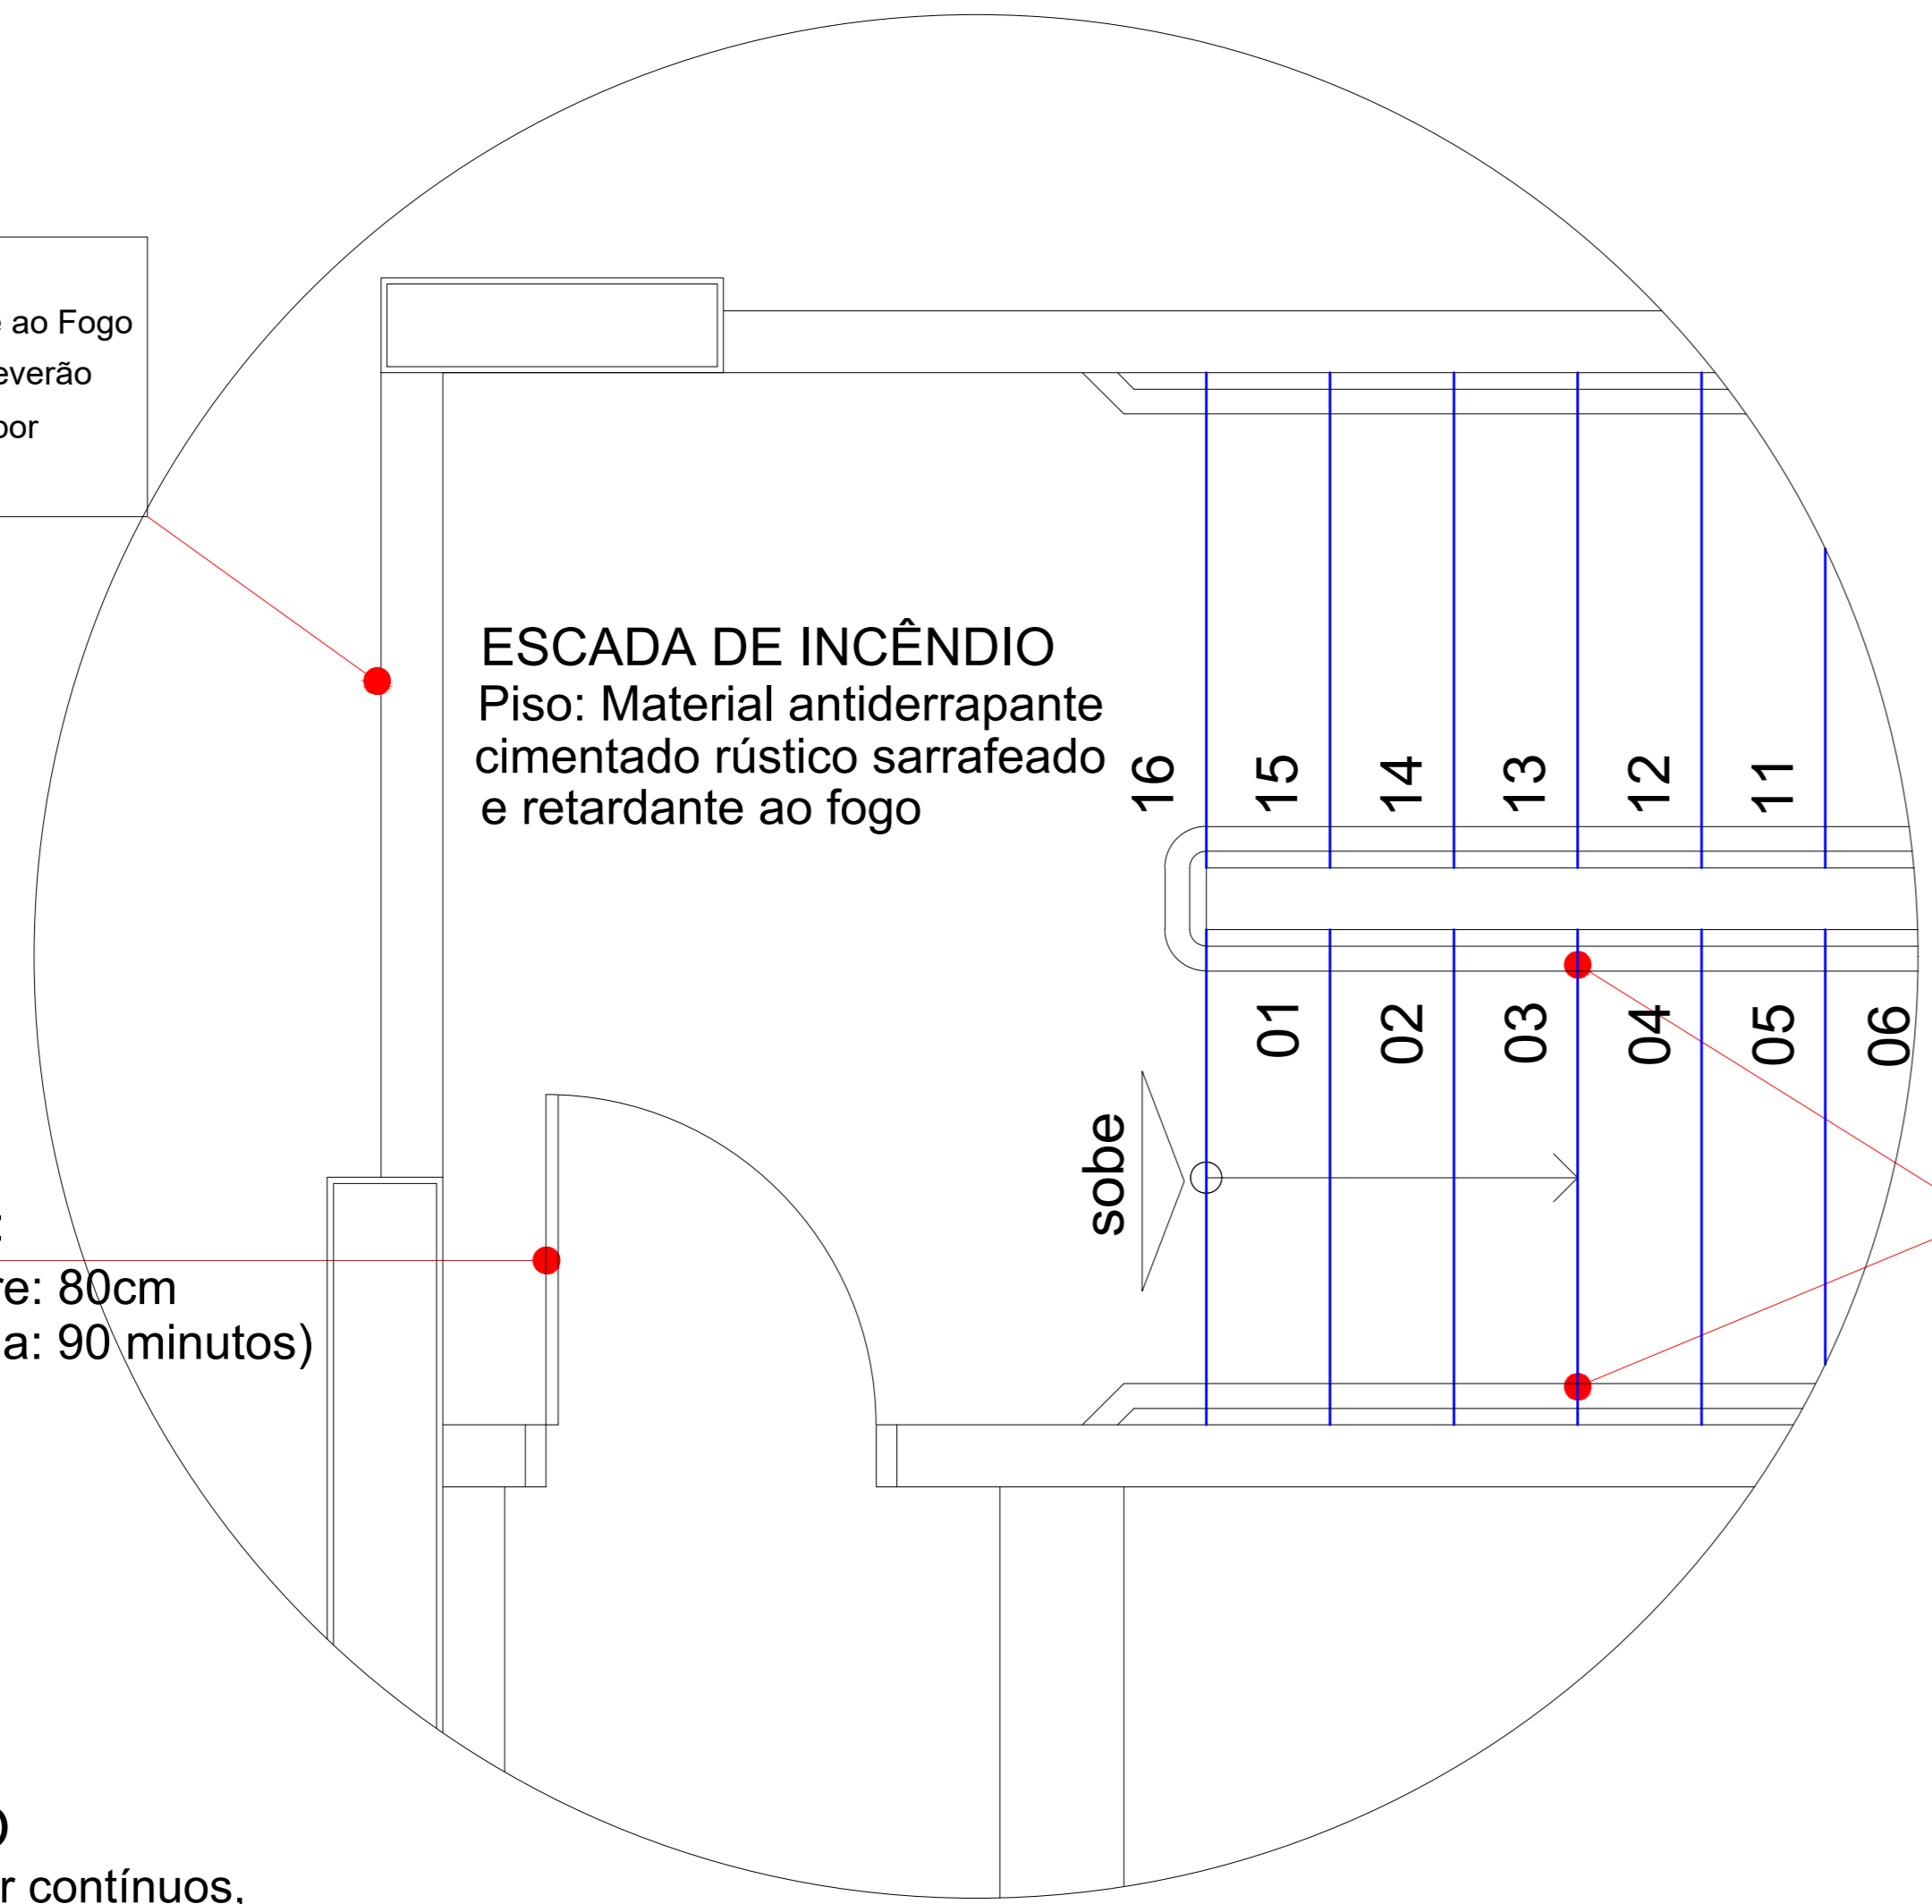 ao Fogo
por
ESCADA DE INCÊNDIO
Piso: Material antiderrapante
cimentado rústico sarrafeado
e retardante ao fogo
16
15
14
13
12
11
01
02
03
04
05
06
sobe
80cm
90 minutos)
contínuos,